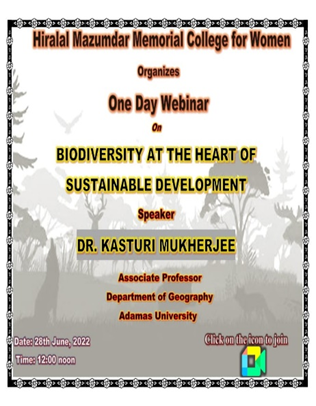 Hiralal Mazumdar Memorial College for Women
Organizes
One Day Webinar
On
BIODIVERSITY AT THE HEART OF
SUSTAINABLE DEVELOPMENT
Speaker
DR. KASTURI MUKHERJEE
Associate Professor
Department of Geography
Adamas University
Date: 28th June, 2022
Click on the icon to join
Time: 12:00 noon